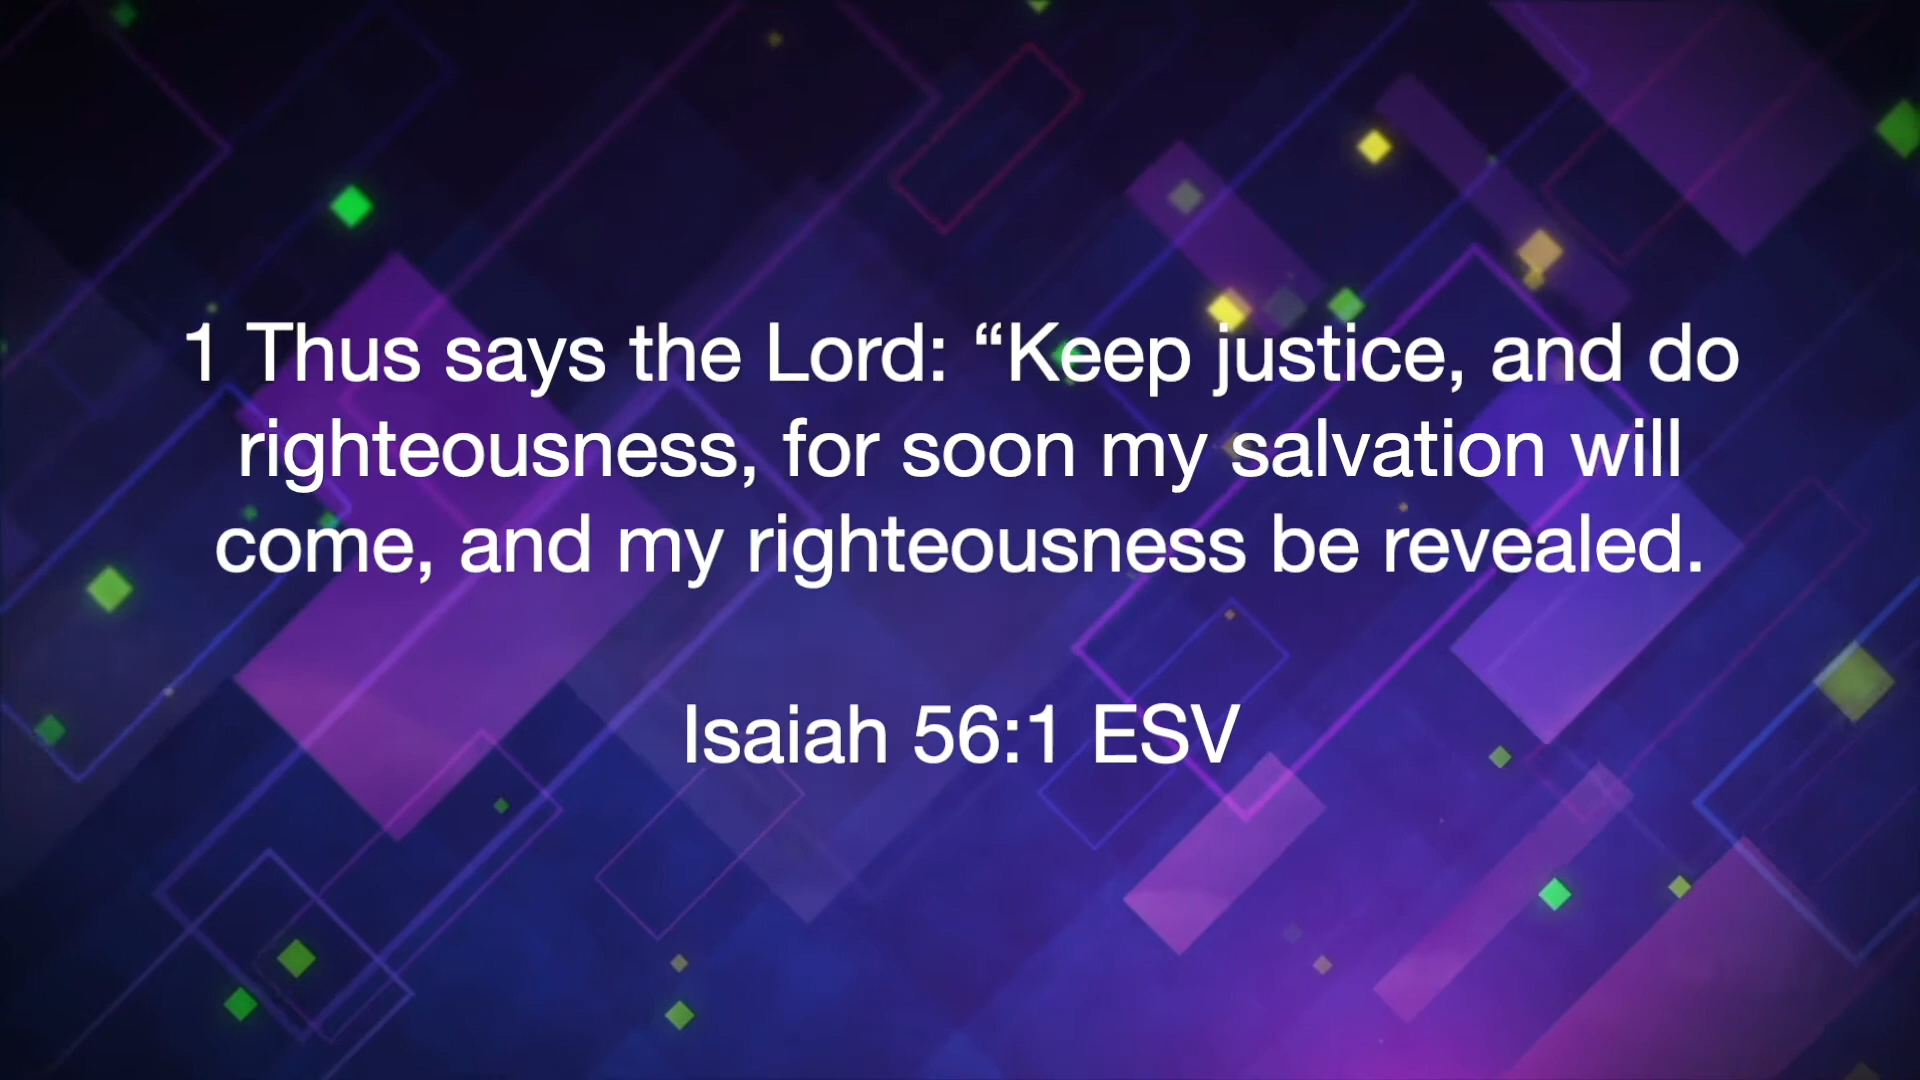 1 Thus says the Lord: “Keep justice, and do
righteousness, for soon my salvation will
come, and my righteousness be revealed.
Isaiah 56:1 ESV